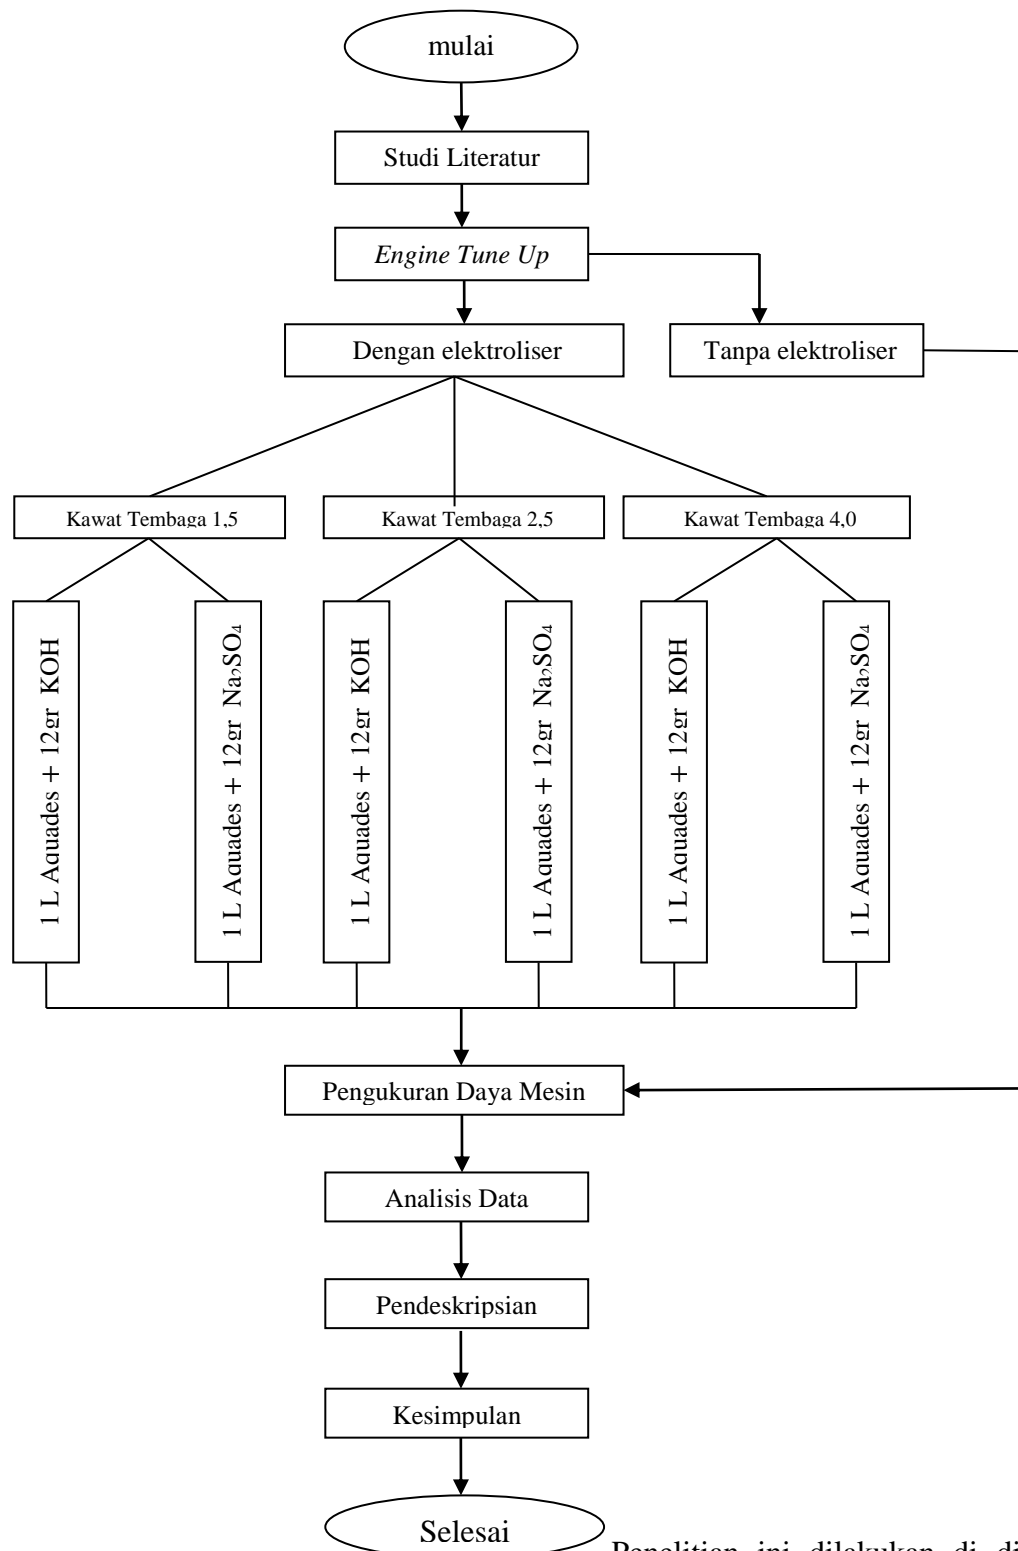 mulai
Studi Literatur
Engine Tune Up
Dengan elektroliser
Tanpa elektroliser
Kawat Tembaga 1,5
Kawat Tembaga 2,5
Kawat Tembaga 4,0
1 L Aquades + 12gr KOH
1 L Aquades + 12gr Na₂SO₄
1 L Aquades + 12gr KOH
1 L Aquades + 12gr Na₂SO₄
1 L Aquades + 12gr KOH
1 L Aquades + 12gr Na₂SO₄
Pengukuran Daya Mesin
Analisis Data
Pendeskripsian
Kesimpulan
Selesai
Penelitian ini dilakukan di di